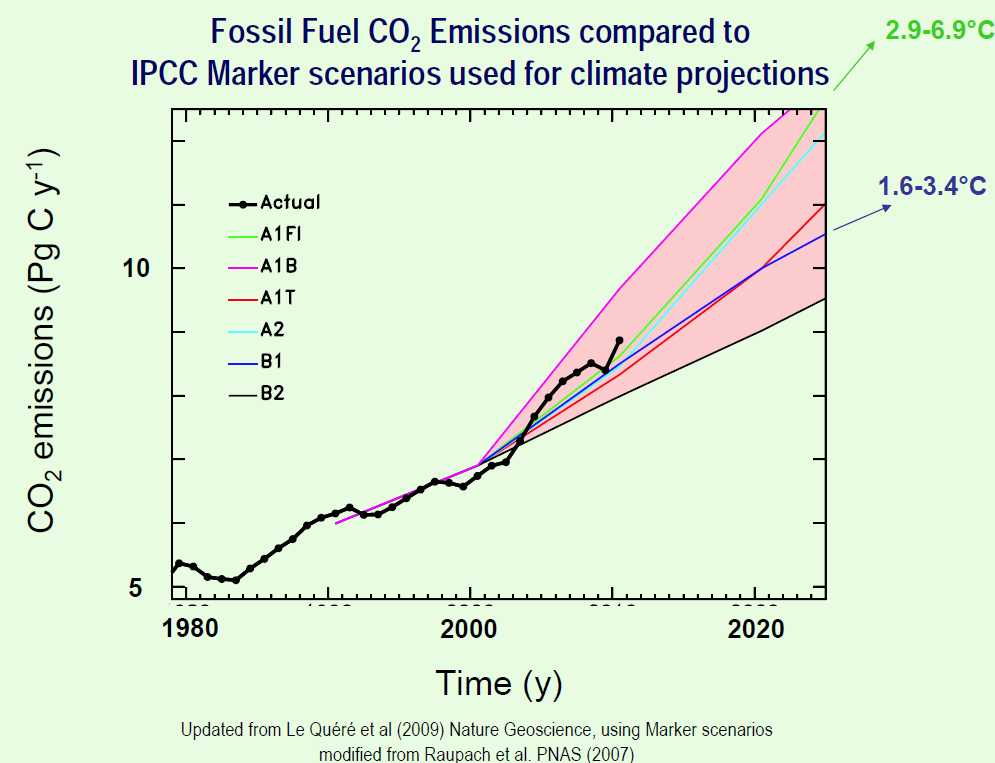 Fossil Fuel CO₂ Emissions compared to
IPCC Marker scenarios used for climate projections
2.9-6.9°C
1.6-3.4°C
CO₂ emissions (Pg C y⁻¹)
10
5
Actual
A1FI
A1B
A1T
A2
B1
B2
1980
2000
2020
Time (y)
Updated from Le Quéré et al (2009) Nature Geoscience, using Marker scenarios
modified from Raupach et al. PNAS (2007)